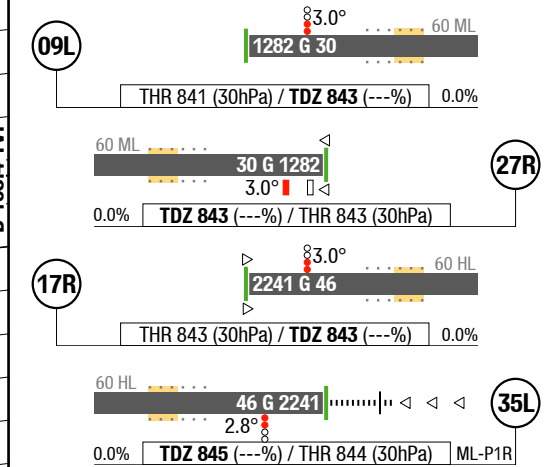 3.0°
60 ML
09L
1282 G 30
THR 841 (30hPa) / TDZ 843 (---%) 0.0%
60 ML
30 G 1282
27R
3.0°
0.0% TDZ 843 (---%) / THR 843 (30hPa)
3.0°
60 HL
17R
2241 G 46
THR 843 (30hPa) / TDZ 843 (---%) 0.0%
60 HL
46 G 2241
35L
2.8°
0.0% TDZ 845 (---%) / THR 844 (30hPa) ML-P1R